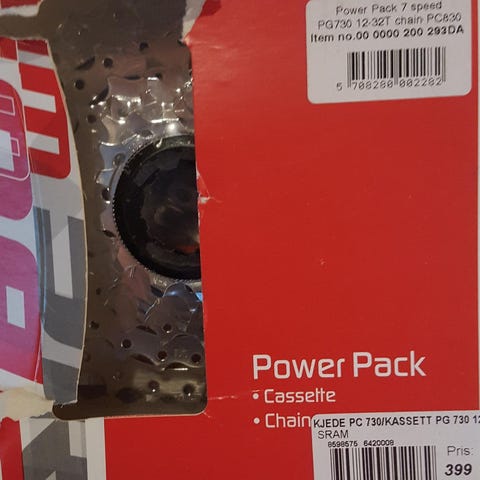 Power Pack 7 speed
PG730 12-32T chain PC830
Item no.00 0000 200 293DA
5 708280 002282
Power Pack
• Cassette
• Chain
KJEDE PC 730/KASSETT PG 730 12
SRAM
8598575 6420008
Pris:
399